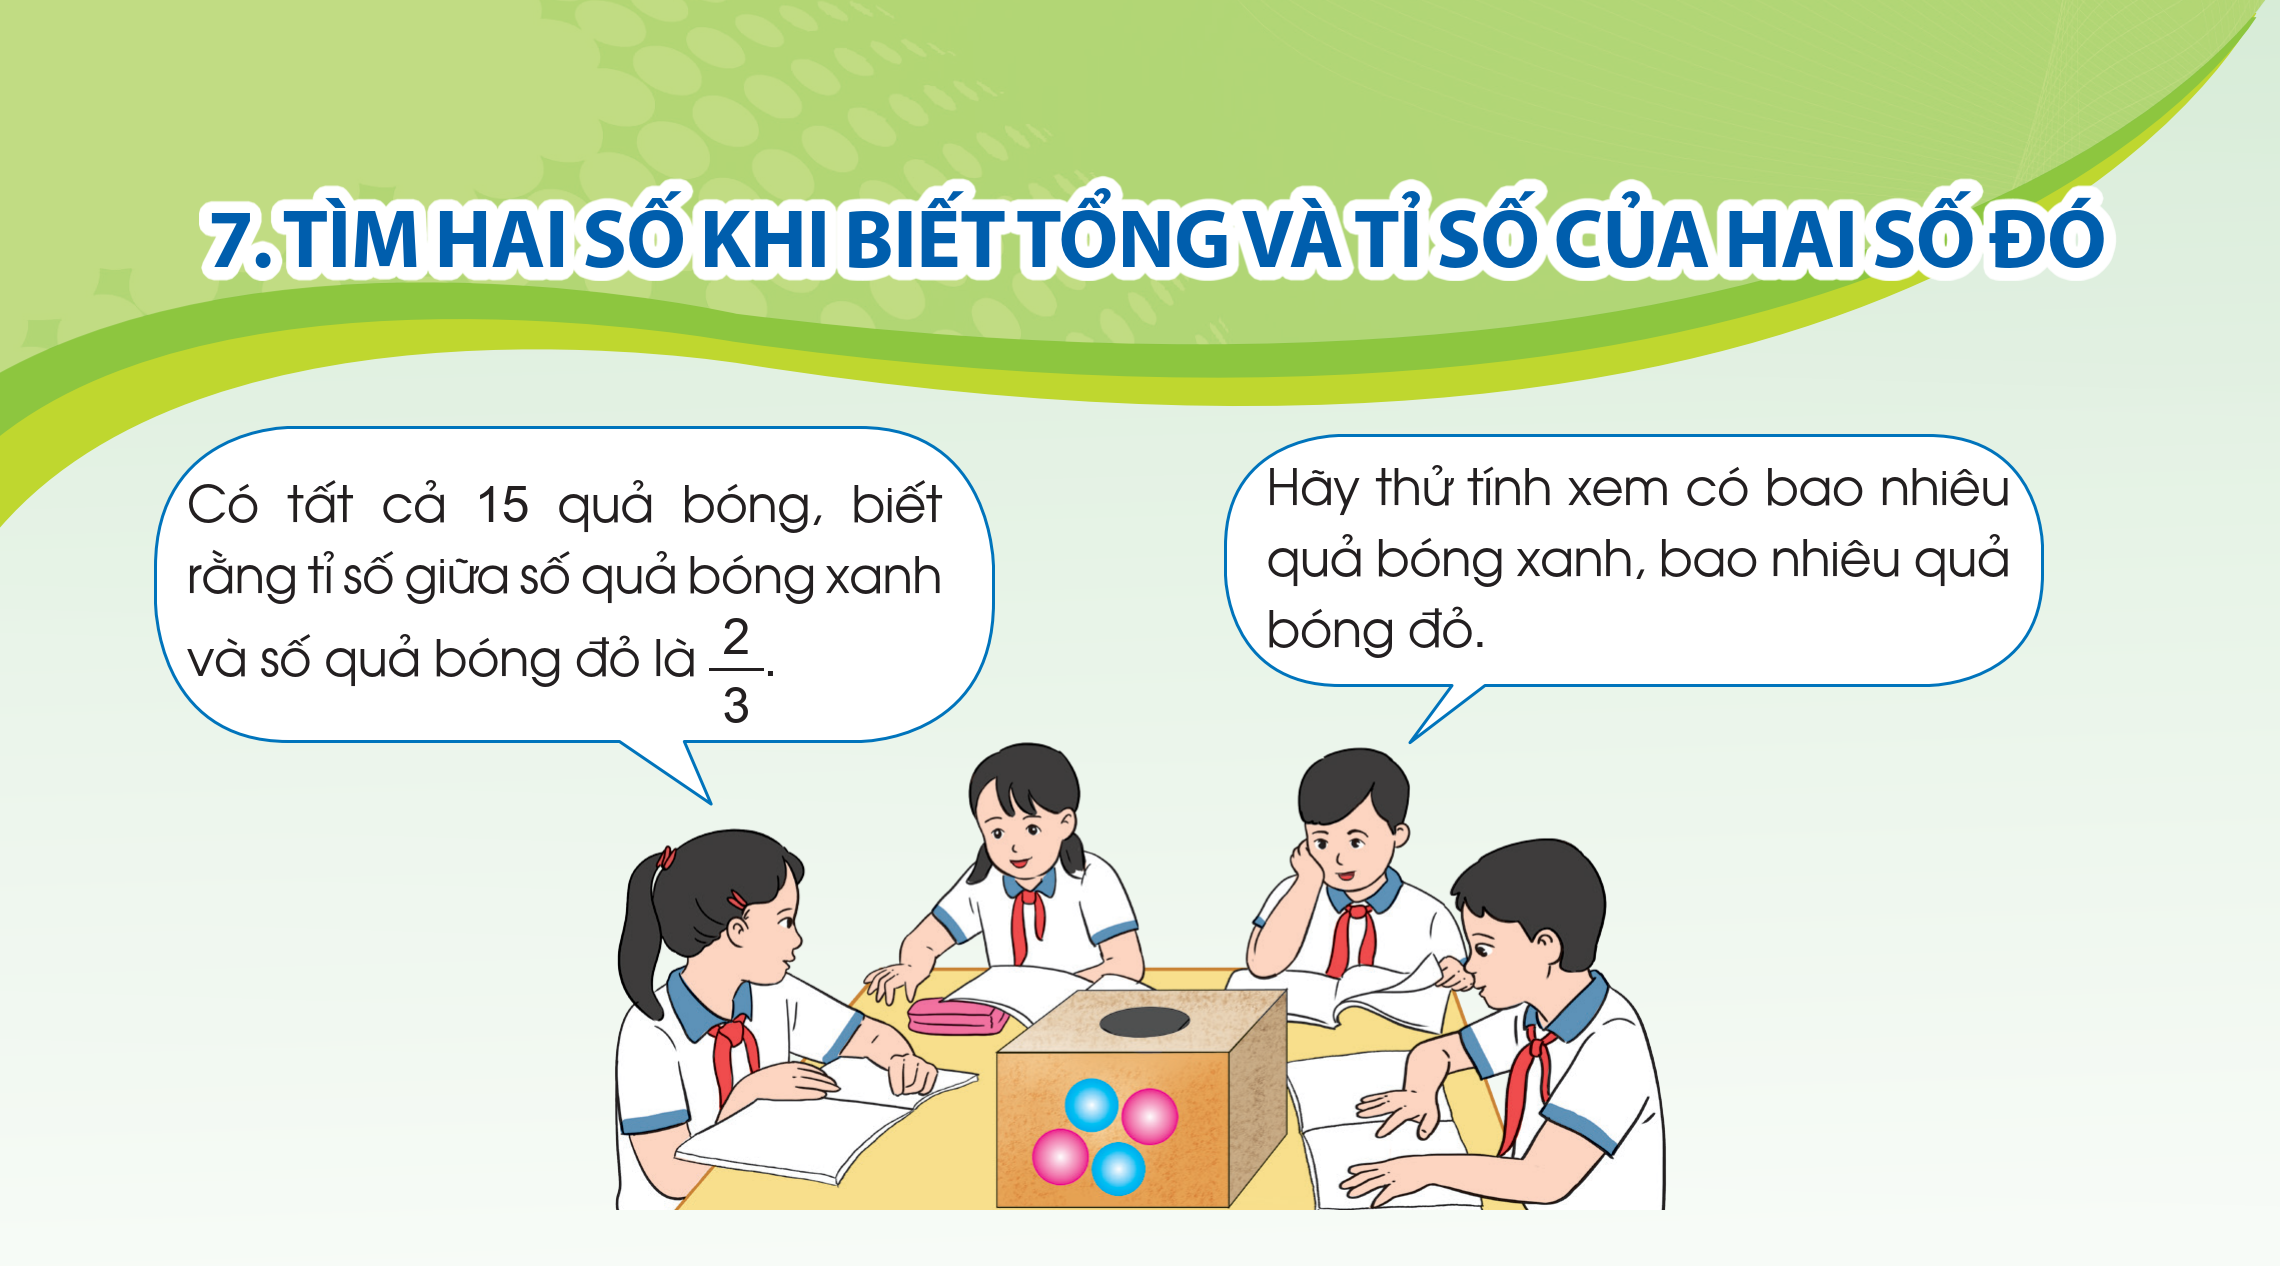 7. TÌM HAI SỐ KHI BIẾT TỔNG VÀ TỈ SỐ CỦA HAI SỐ ĐÓ
Có tất cả 15 quả bóng, biết
rằng tỉ số giữa số quả bóng xanh
và số quả bóng đỏ là 2/3.
Hãy thử tính xem có bao nhiêu
quả bóng xanh, bao nhiêu quả
bóng đỏ.